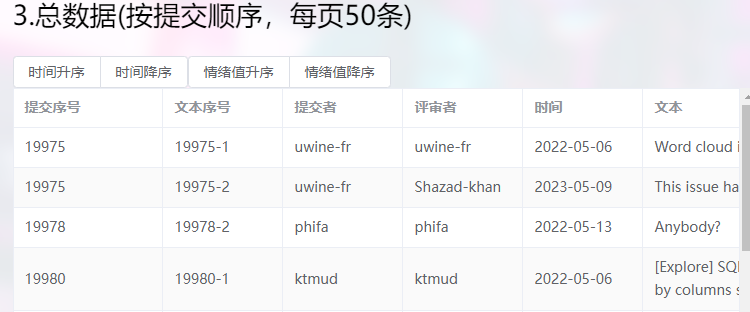 3.总数据(按提交顺序，每页50条)
时间升序 时间降序 情绪值升序 情绪值降序
提交序号 文本序号 提交者 评审者 时间 文本
19975 19975-1 uwine-fr uwine-fr 2022-05-06 Word cloud
19975 19975-2 uwine-fr Shazad-khan 2023-05-09 This issue ha
19978 19978-2 phifa phifa 2022-05-13 Anybody?
19980 19980-1 ktmud ktmud 2022-05-06 [Explore] SQ
by columns s